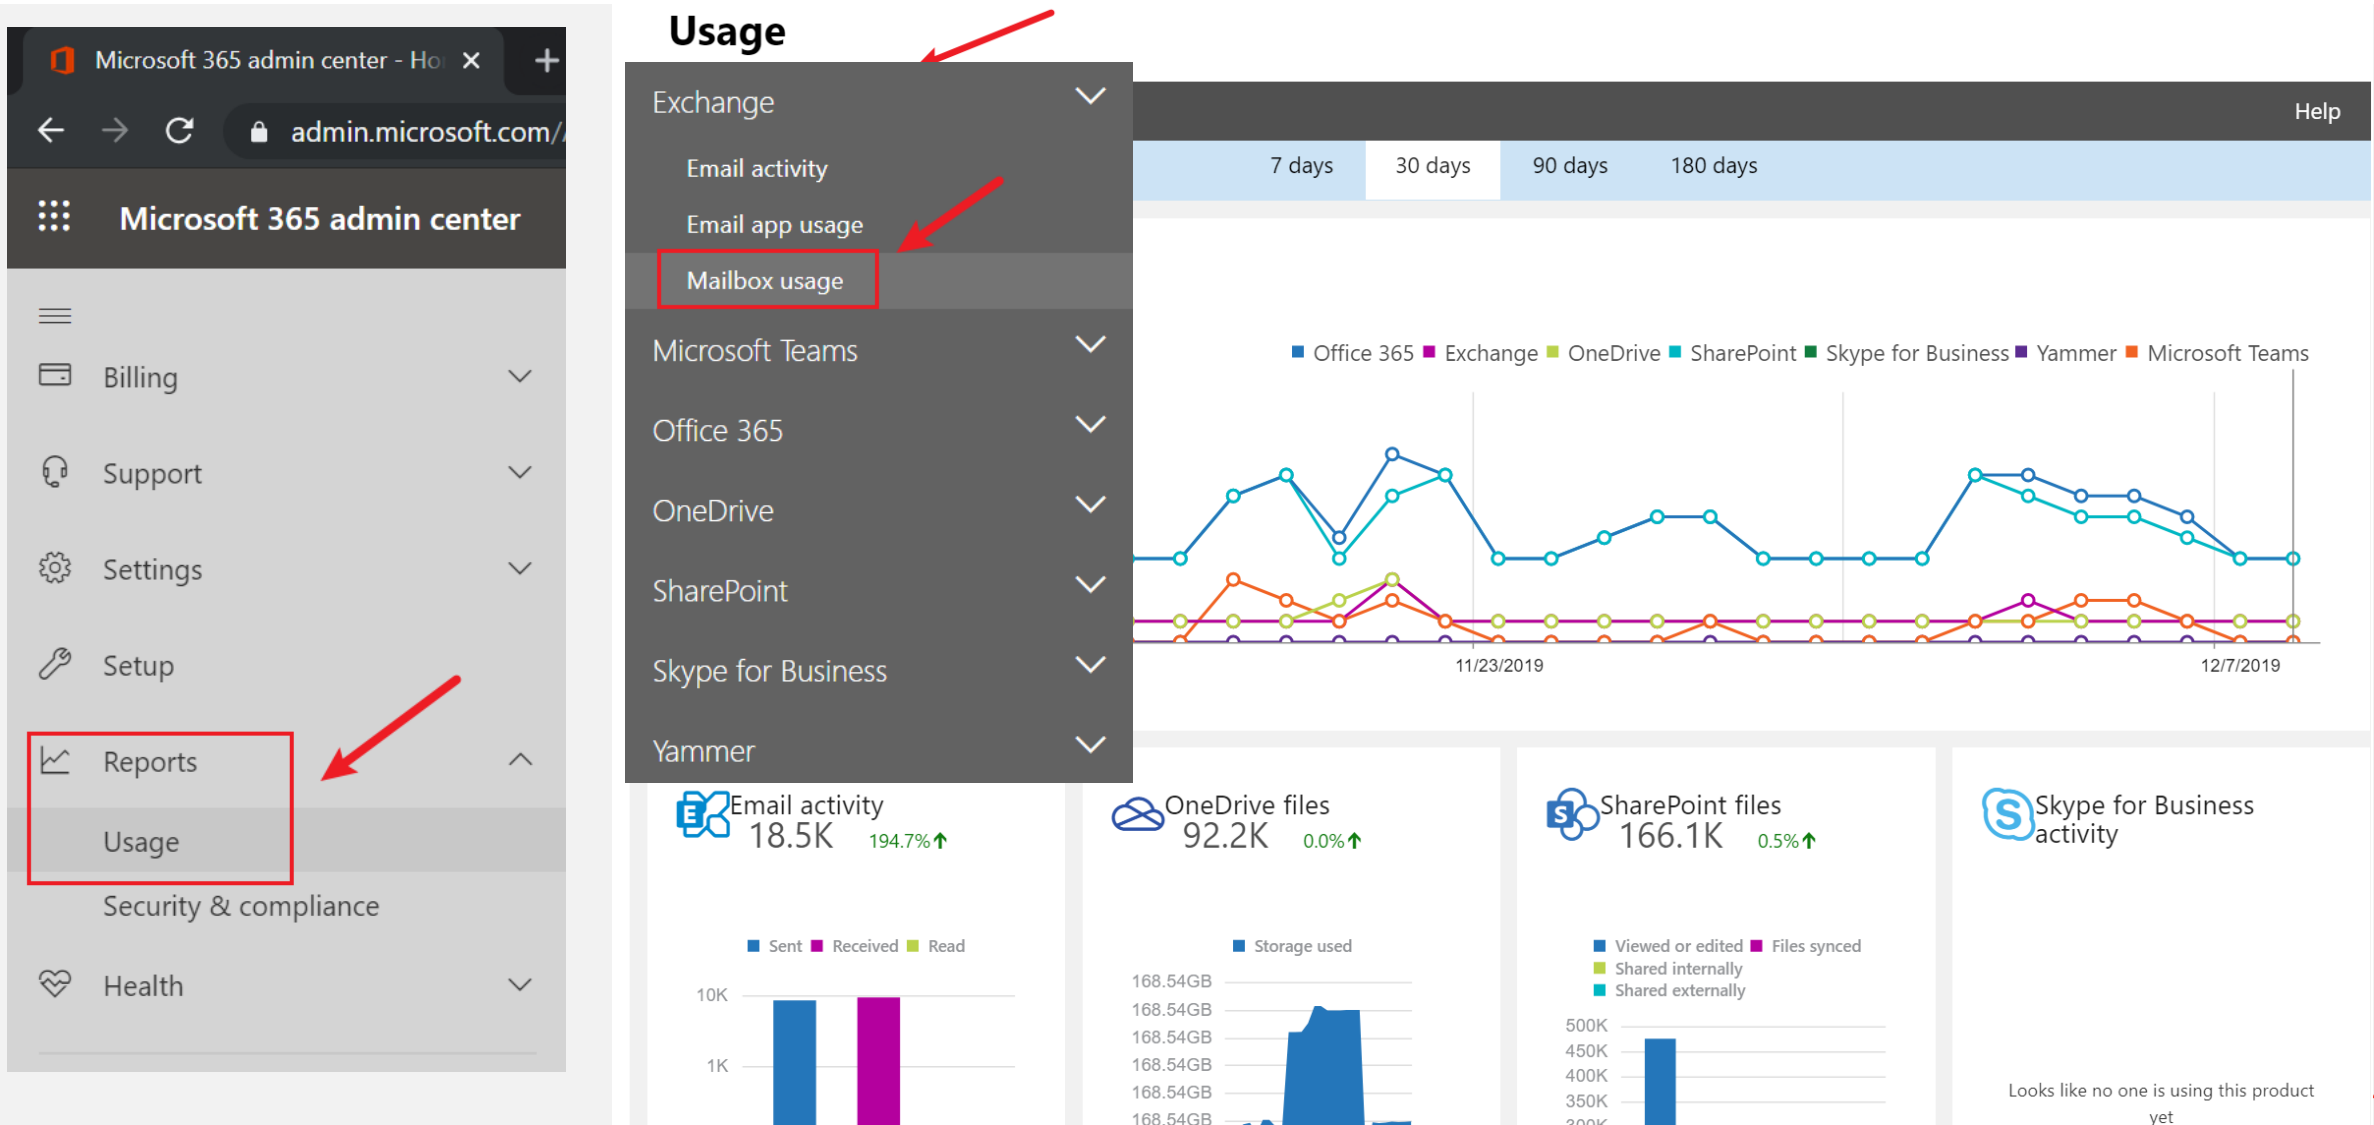 Microsoft 365 admin center - Ho
admin.microsoft.com/
Microsoft 365 admin center
Billing
Support
Settings
Setup
Reports
Usage
Security & compliance
Health
Usage
Exchange
Email activity
Email app usage
Mailbox usage
Microsoft Teams
Office 365
OneDrive
SharePoint
Skype for Business
Yammer
Help
7 days 30 days 90 days 180 days
Office 365 Exchange OneDrive SharePoint Skype for Business Yammer Microsoft Teams
11/23/2019 12/7/2019
Email activity
18.5K 194.7%
Sent Received Read
10K
1K
OneDrive files
92.2K 0.0%
Storage used
168.54GB
168.54GB
168.54GB
168.54GB
168.54GB
168.54GB
SharePoint files
166.1K 0.5%
Viewed or edited Files synced
Shared internally
Shared externally
500K
450K
400K
350K
300K
Skype for Business
activity
Looks like no one is using this product
yet